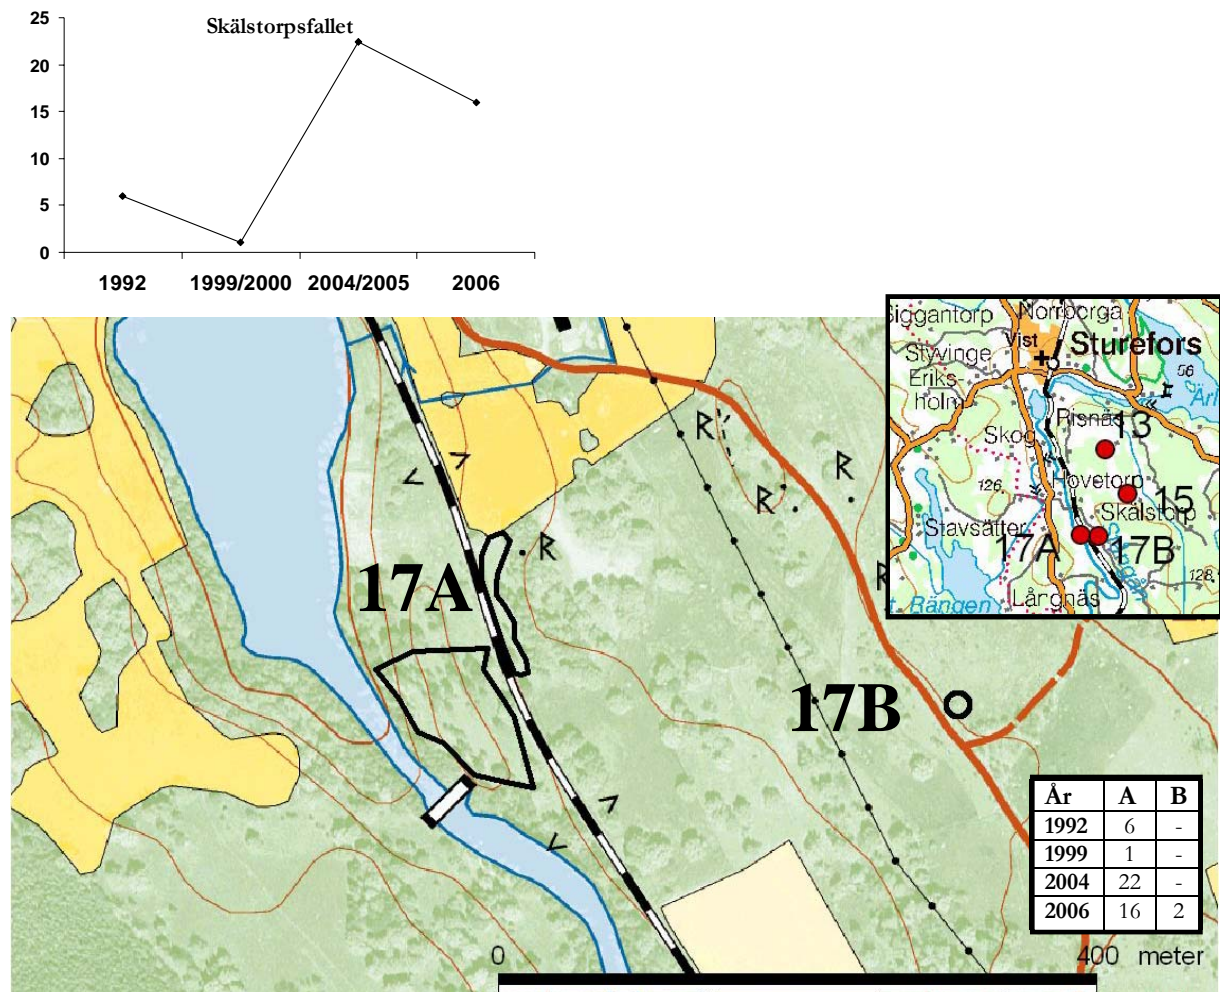 25
Skälstorpsfallet
20
15
10
5
0
1992 1999/2000 2004/2005 2006
Siggantorp Norrborga
Vist Sturefors
Styvinge
Eriks-
holm
56
Ärl
Risnäs
Skog 13
126 Hovetorp
15
Skälstorp
Stavsätter
17A 17B
128
Långnäs
Rängen
R
R
R
R
R
17A
17B
År A B
1992 6 -
1999 1 -
2004 22 -
2006 16 2
0 400 meter